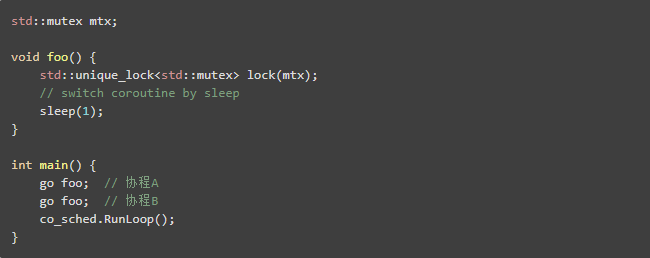 std::mutex mtx;
void foo() {
std::unique_lock<std::mutex> lock(mtx);
// switch coroutine by sleep
sleep(1);
}
int main() {
go foo;  // 协程A
go foo;  // 协程B
co_sched.RunLoop();
}